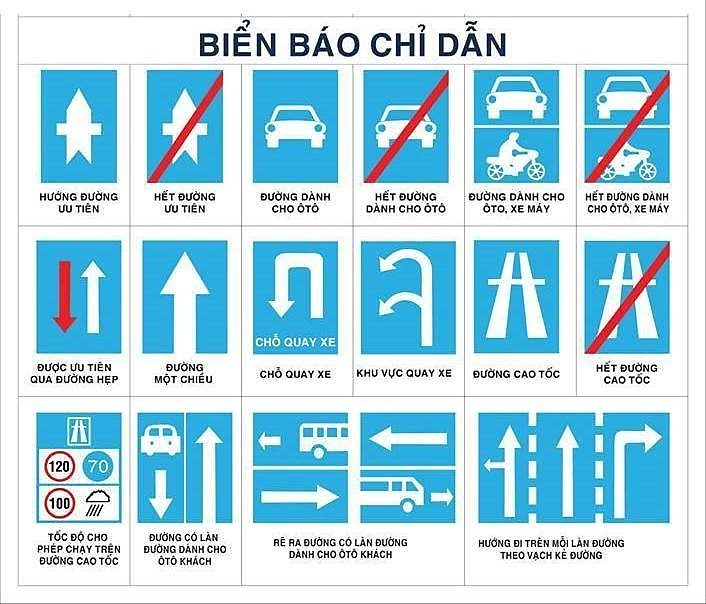 BIỂN BÁO CHỈ DẪN
HƯỚNG ĐƯỜNG
ƯU TIÊN
HẾT ĐƯỜNG
ƯU TIÊN
ĐƯỜNG DÀNH
CHO ÔTÔ
HẾT ĐƯỜNG
DÀNH CHO ÔTÔ
ĐƯỜNG DÀNH CHO
ÔTO, XE MÁY
HẾT ĐƯỜNG DÀNH
CHO ÔTÔ, XE MÁY
ĐƯỢC ƯU TIÊN
QUA ĐƯỜNG HẸP
ĐƯỜNG
MỘT CHIỀU
CHỖ QUAY XE
CHỖ QUAY XE
KHU VỰC QUAY XE
ĐƯỜNG CAO TỐC
HẾT ĐƯỜNG
CAO TỐC
120
70
100
TỐC ĐỘ CHO
PHÉP CHẠY TRÊN
ĐƯỜNG CAO TỐC
ĐƯỜNG CÓ LÀN
ĐƯỜNG DÀNH CHO
ÔTÔ KHÁCH
RẼ RA ĐƯỜNG CÓ LÀN ĐƯỜNG
DÀNH CHO ÔTÔ KHÁCH
HƯỚNG ĐI TRÊN MỖI LÀN ĐƯỜNG
THEO VẠCH KẺ ĐƯỜNG